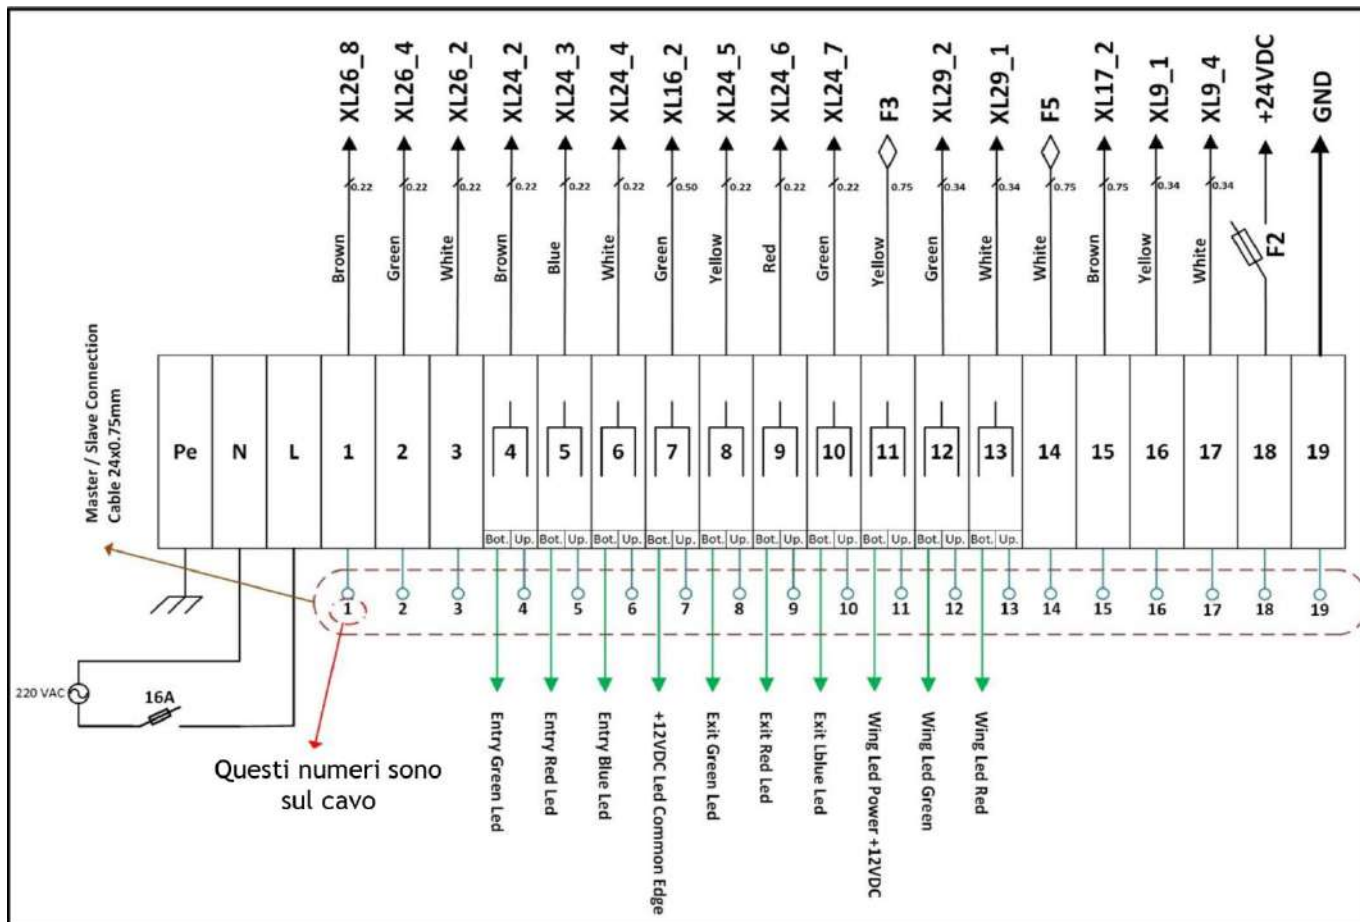 XL26_8
XL26_4
XL26_2
XL24_2
XL24_3
XL24_4
XL16_2
XL24_5
XL24_6
XL24_7
F3
XL29_2
XL29_1
F5
XL17_2
XL9_1
XL9_4
+24VDC
GND
0.22
0.22
0.22
0.22
0.22
0.22
0.50
0.22
0.22
0.22
0.75
0.34
0.34
0.75
0.75
0.34
0.34
Brown
Green
White
Brown
Blue
White
Green
Yellow
Red
Green
Yellow
Green
White
White
Brown
Yellow
White
F2
Master / Slave Connection
Cable 24x0.75mm
Pe
N
L
1
2
3
4
5
6
7
8
9
10
11
12
13
14
15
16
17
18
19
Bot. Up.
Bot. Up.
Bot. Up.
Bot. Up.
Bot. Up.
Bot. Up.
Bot. Up.
Bot. Up.
Bot. Up.
Bot. Up.
1
2
3
4
5
6
7
8
9
10
11
12
13
14
15
16
17
18
19
220 VAC
16A
Questi numeri sono
sul cavo
Entry Green Led
Entry Red Led
Entry Blue Led
+12VDC Led Common Edge
Exit Green Led
Exit Red Led
Exit Lblue Led
Wing Led Power +12VDC
Wing Led Green
Wing Led Red